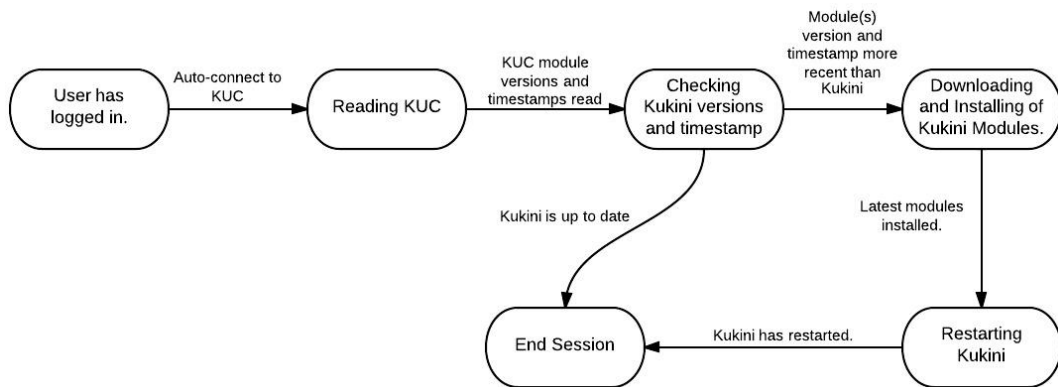 User has
logged in.
Auto-connect to
KUC
Reading KUC
KUC module
versions and
timestamps read
Checking
Kukini versions
and timestamp
Module(s)
version and
timestamp more
recent than
Kukini
Downloading
and Installing of
Kukini Modules.
Kukini is up to date
Latest modules
installed.
End Session
Kukini has restarted.
Restarting
Kukini